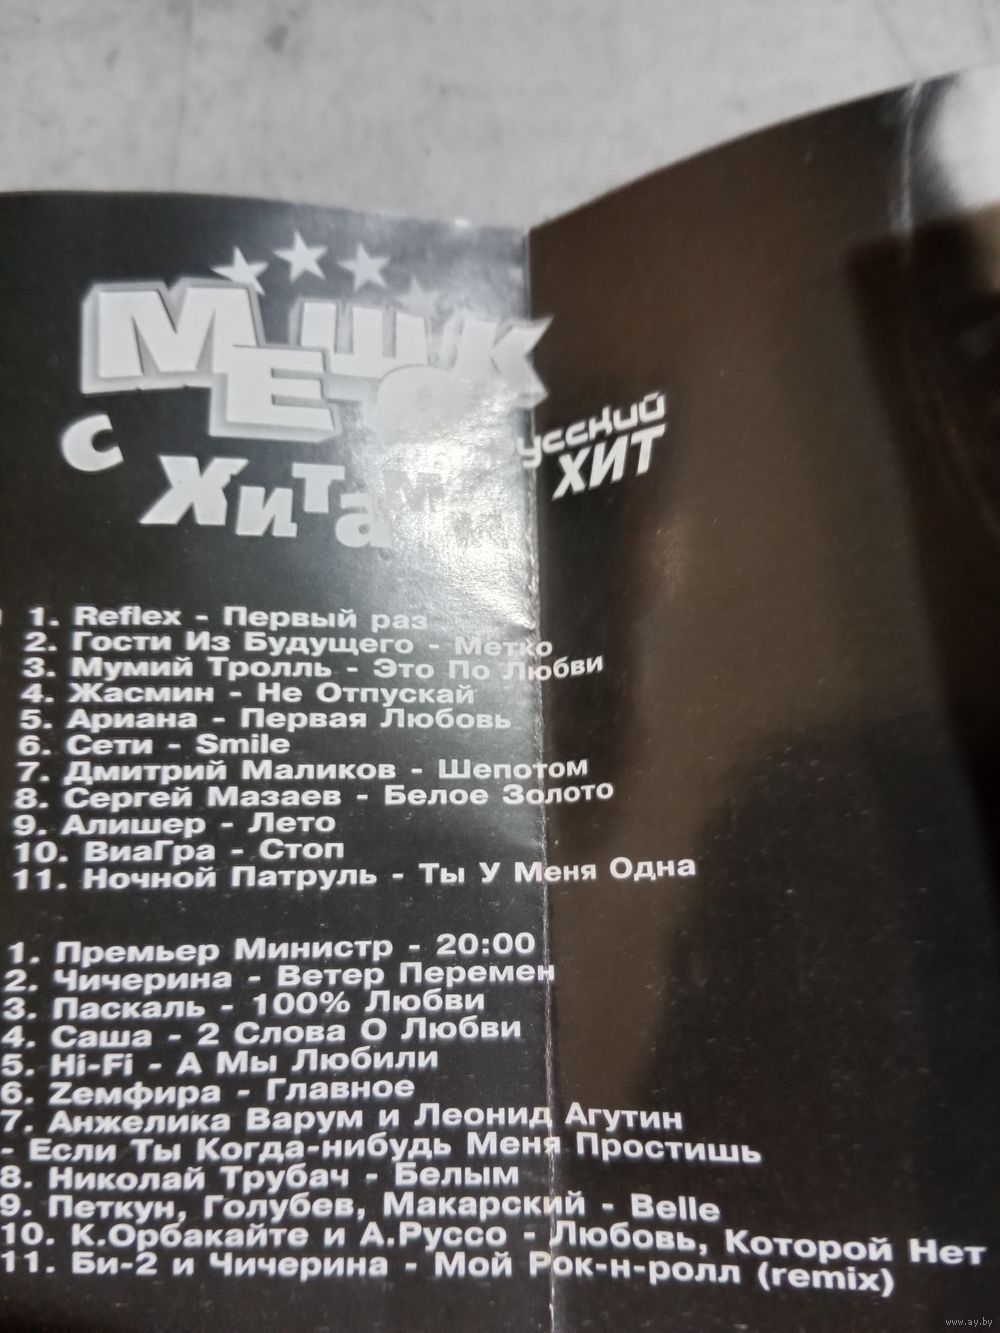 Мешок
с Хитами
Русский
ХИТ
1. Reflex - Первый раз
2. Гости Из Будущего - Метко
3. Мумий Тролль - Это По Любви
4. Жасмин - Не Отпускай
5. Ариана - Первая Любовь
6. Сети - Smile
7. Дмитрий Маликов - Шепотом
8. Сергей Мазаев - Белое Золото
9. Алишер - Лето
10. ВиаГра - Стоп
11. Ночной Патруль - Ты У Меня Одна
1. Премьер Министр - 20:00
2. Чичерина - Ветер Перемен
3. Паскаль - 100% Любви
4. Саша - 2 Слова О Любви
5. Hi-Fi - А Мы Любили
6. Zемфира - Главное
7. Анжелика Варум и Леонид Агутин
- Если Ты Когда-нибудь Меня Простишь
8. Николай Трубач - Белым
9. Петкун, Голубев, Макарский - Belle
10. К.Орбакайте и А.Руссо - Любовь, Которой Нет
11. Би-2 и Чичерина - Мой Рок-н-ролл (remix)
www.ay.by